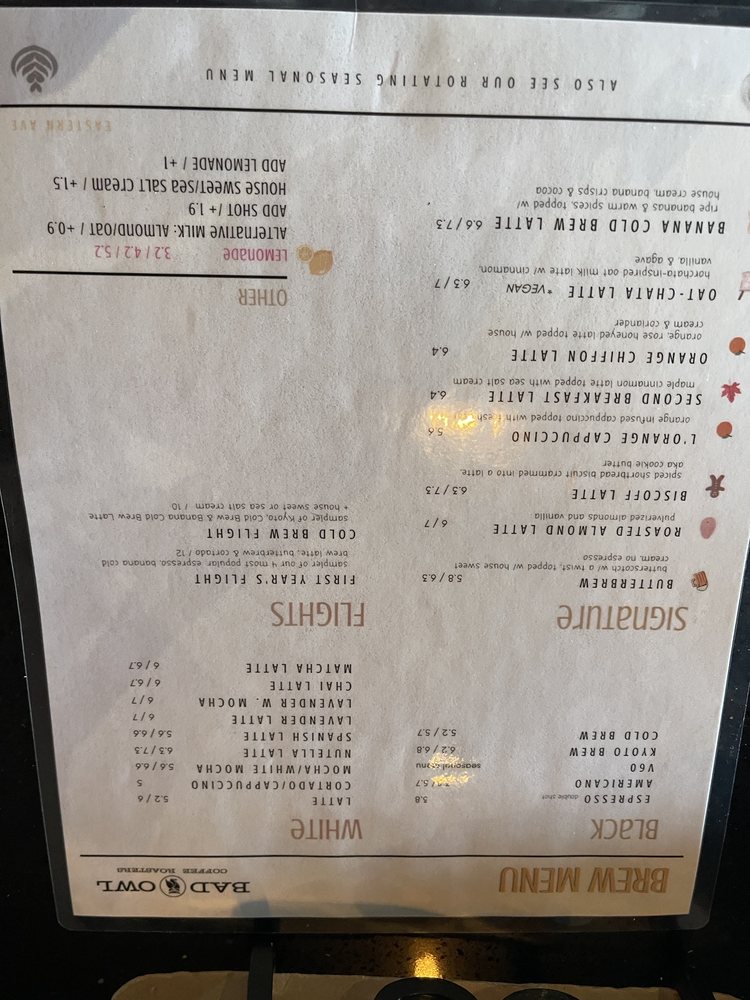 BREW MENU
BAD OWL
COFFEE ROASTERS
BLACK
ESPRESSO double shot 3.8
AMERICANO
V60 seasonal menu
KYOTO BREW 6.2 / 6.8
COLD BREW 5.2 / 5.7
WHITE
LATTE 5.2 / 6
CORTADO/CAPPUCCINO 5
MOCHA/WHITE MOCHA 5.6 / 6.6
NUTELLA LATTE 6.3 / 7.3
SPANISH LATTE 5.6 / 6.6
LAVENDER LATTE 6 / 7
LAVENDER W. MOCHA 6 / 7
CHAI LATTE 6 / 6.7
MATCHA LATTE 6 / 6.7
SIGNATURE
BUTTERBREW 5.8 / 6.3
butterscotch w/ a twist, topped w/ house sweet
cream. no espresso
ROASTED ALMOND LATTE 6 / 7
pulverized almonds and vanilla
BISCOFF LATTE 6.3 / 7.3
spiced shortbread biscuit crammed into a latte.
aka cookie butter
L'ORANGE CAPPUCCINO 5.6
orange infused cappuccino topped with fresh
SECOND BREAKFAST LATTE 6.4
maple cinnamon latte topped with sea salt cream
ORANGE CHIFFON LATTE 6.4
orange, rose, honeyed latte topped w/ house
cream & coriander
OAT-CHATA LATTE *VEGAN 6.3 / 7
horchata-inspired oat milk latte w/ cinnamon,
vanilla & agave
BANANA COLD BREW LATTE 6.6 / 7.3
ripe bananas & warm spices, topped w/
house cream, banana crisps & cocoa
FLIGHTS
FIRST YEAR'S FLIGHT
sampler of our 4 most popular: espresso, banana cold
brew latte, butterbrew & cortado / 12
COLD BREW FLIGHT
sampler of Kyoto, Cold Brew & Banana Cold Brew Latte
+ house sweet or sea salt cream / 10
OTHER
LEMONADE 3.2 / 4.2 / 5.2
ALTERNATIVE MILK: ALMOND/OAT / +0.9
ADD SHOT / +1.9
HOUSE SWEET/SEA SALT CREAM / +1.5
ADD LEMONADE / +1
EASTERN AVE
ALSO SEE OUR ROTATING SEASONAL MENU